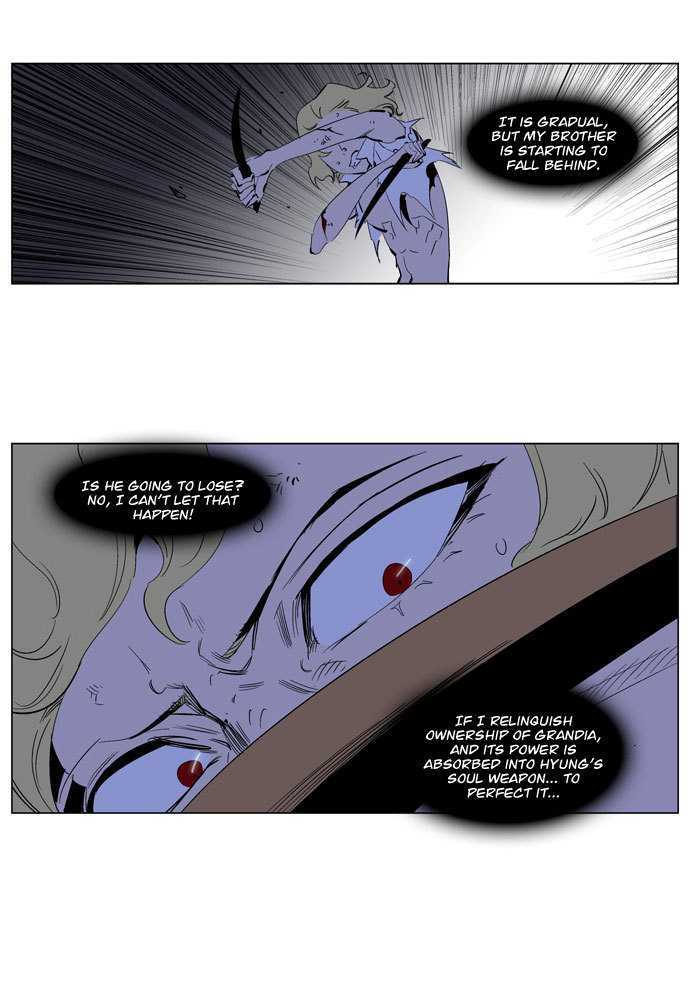 IT IS GRADUAL,
BUT MY BROTHER
IS STARTING TO
FALL BEHIND.
IS HE GOING TO LOSE?
NO, I CAN'T LET THAT
HAPPEN!
IF I RELINQUISH
OWNERSHIP OF GRANDIA,
AND ITS POWER IS
ABSORBED INTO HYUNG'S
SOUL WEAPON... TO
PERFECT IT...